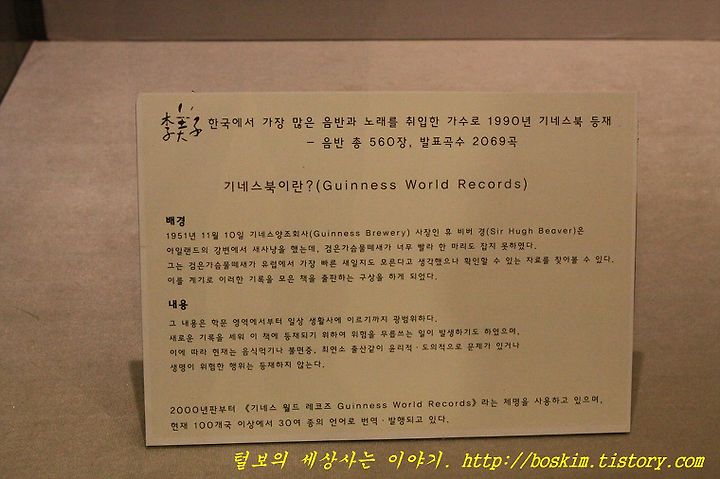 李美子 한국에서 가장 많은 음반과 노래를 취입한 가수로 1990년 기네스북 등재
– 음반 총 560장, 발표곡수 2069곡
기네스북이란?(Guinness World Records)
배경
1951년 11월 10일 기네스양조회사(Guinness Brewery) 사장인 휴 비버 경(Sir Hugh Beaver)은
아일랜드의 강변에서 새사냥을 했는데, 검은가슴물떼새가 너무 빨라 한 마리도 잡지 못하였다.
그는 검은가슴물떼새가 유럽에서 가장 빠른 새일지도 모른다고 생각했으나 확인할 수 있는 자료를 찾아볼 수 없었다.
이를 계기로 이러한 기록을 모은 책을 출판하는 구상을 하게 되었다.
내용
그 내용은 학문 영역에서부터 일상 생활사에 이르기까지 광범위하다.
새로운 기록을 세워 이 책에 등재되기 위하여 위험을 무릅쓰는 일이 발생하기도 하였으며,
이에 따라 현재는 음식먹기나 불면증, 최연소 출산같이 윤리적·도의적으로 문제가 있거나
생명이 위험한 행위는 등재하지 않는다.
2000년판부터 《기네스 월드 레코즈 Guinness World Records》라는 제명을 사용하고 있으며,
현재 100개국 이상에서 30여 종의 언어로 번역·발행되고 있다.
털보의 세상사는 이야기. http://boskim.tistory.com